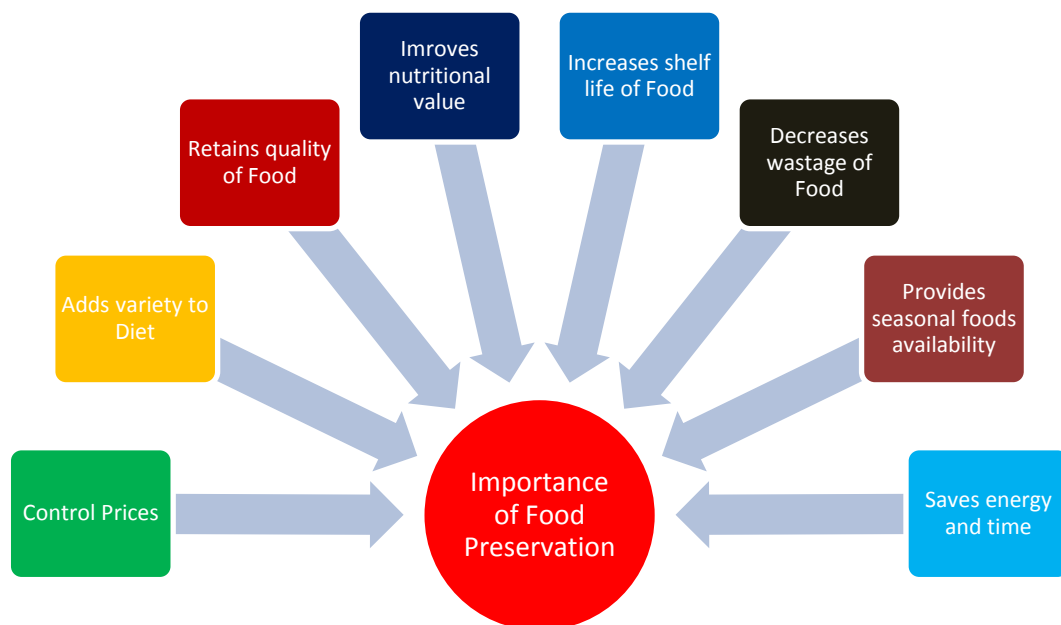 Imroves
nutritional
value
Increases shelf
life of Food
Retains quality
of Food
Decreases
wastage of
Food
Adds variety to
Diet
Provides
seasonal foods
availability
Control Prices
Importance
of Food
Preservation
Saves energy
and time